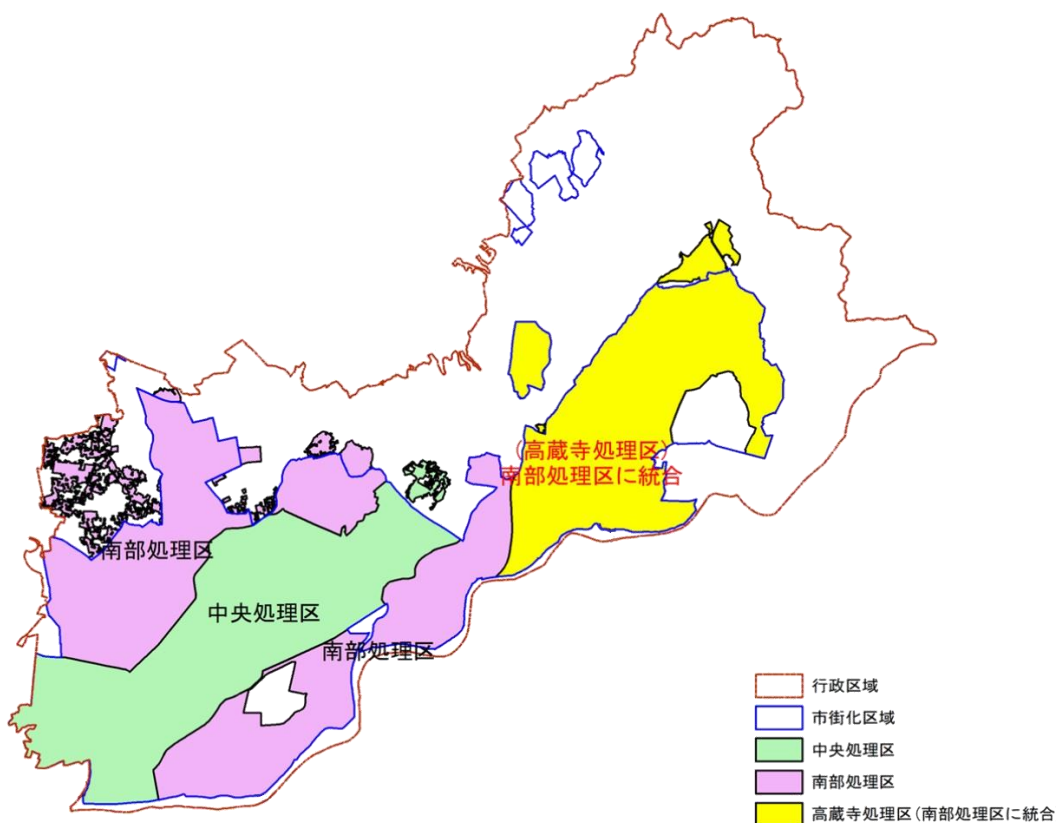 (高蔵寺処理区)
南部処理区に統合
南部処理区
中央処理区
南部処理区
行政区域
市街化区域
中央処理区
南部処理区
高蔵寺処理区(南部処理区に統合